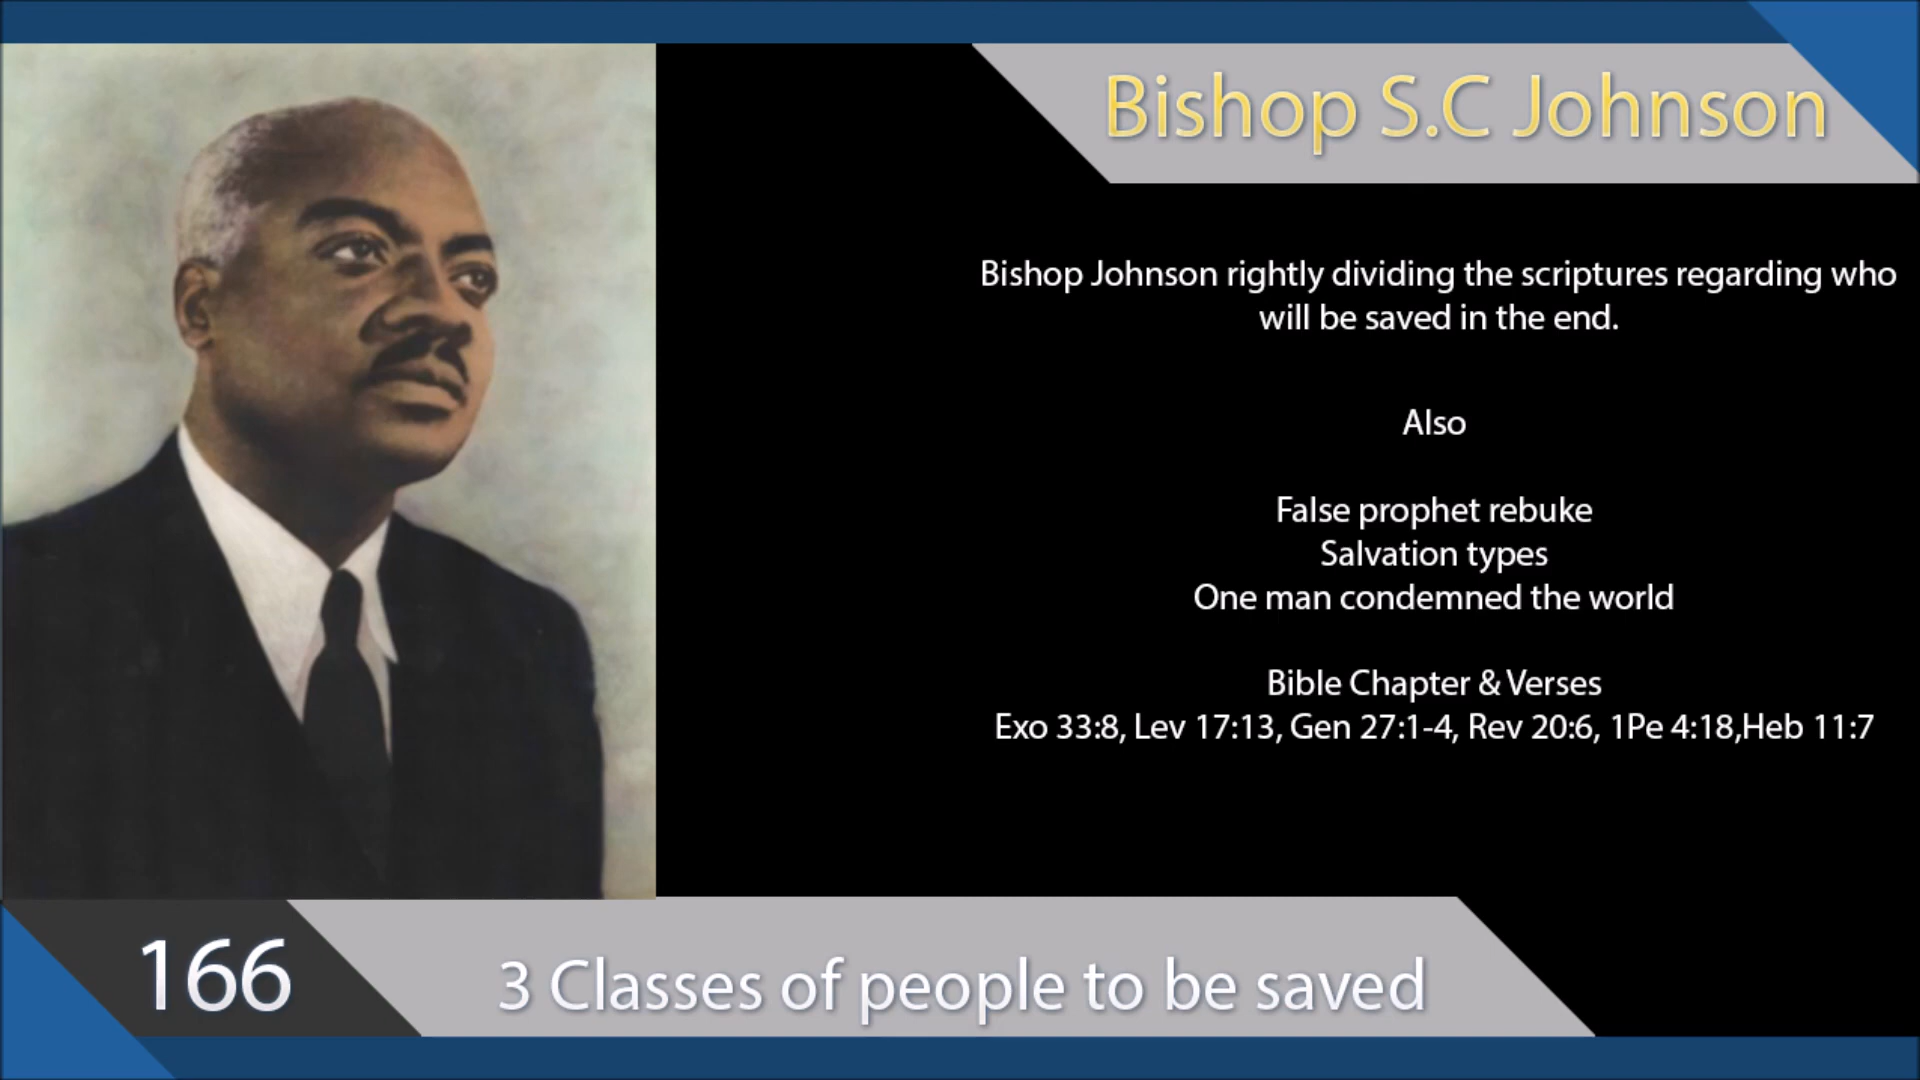 Bishop S.C Johnson
Bishop Johnson rightly dividing the scriptures regarding who
will be saved in the end.
Also
False prophet rebuke
Salvation types
One man condemned the world
Bible Chapter & Verses
Exo 33:8, Lev 17:13, Gen 27:1-4, Rev 20:6, 1Pe 4:18,Heb 11:7
166
3 Classes of people to be saved